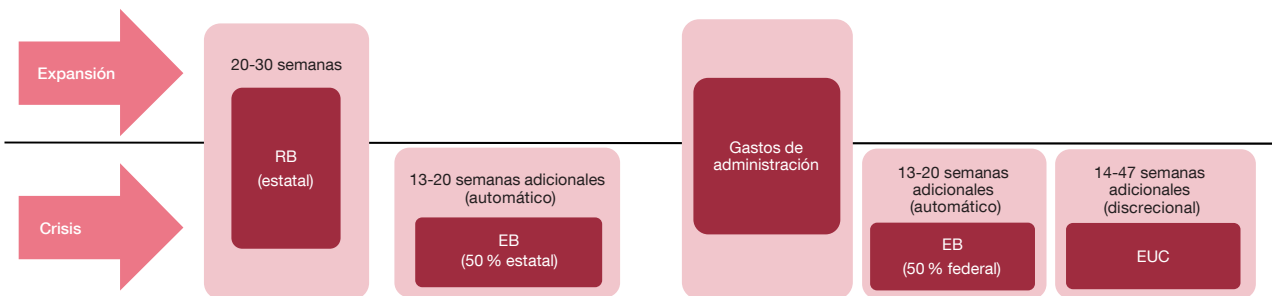 Expansión
20-30 semanas
RB
(estatal)
Gastos de
administración
Crisis
13-20 semanas adicionales
(automático)
EB
(50 % estatal)
13-20 semanas
adicionales
(automático)
EB
(50 % federal)
14-47 semanas
adicionales
(discrecional)
EUC